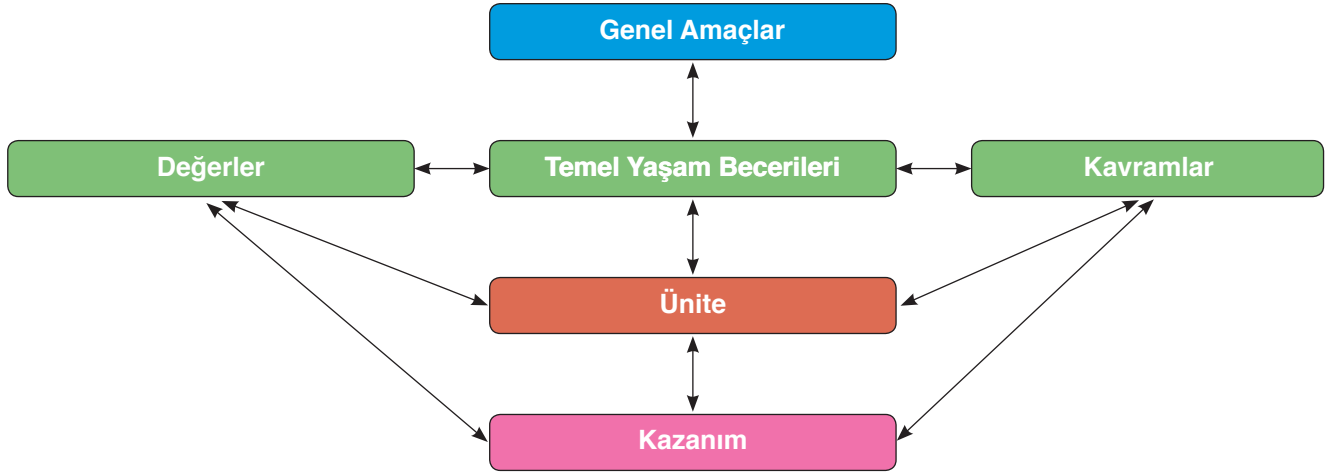 Genel Amaçlar
Değerler
Temel Yaşam Becerileri
Kavramlar
Ünite
Kazanım